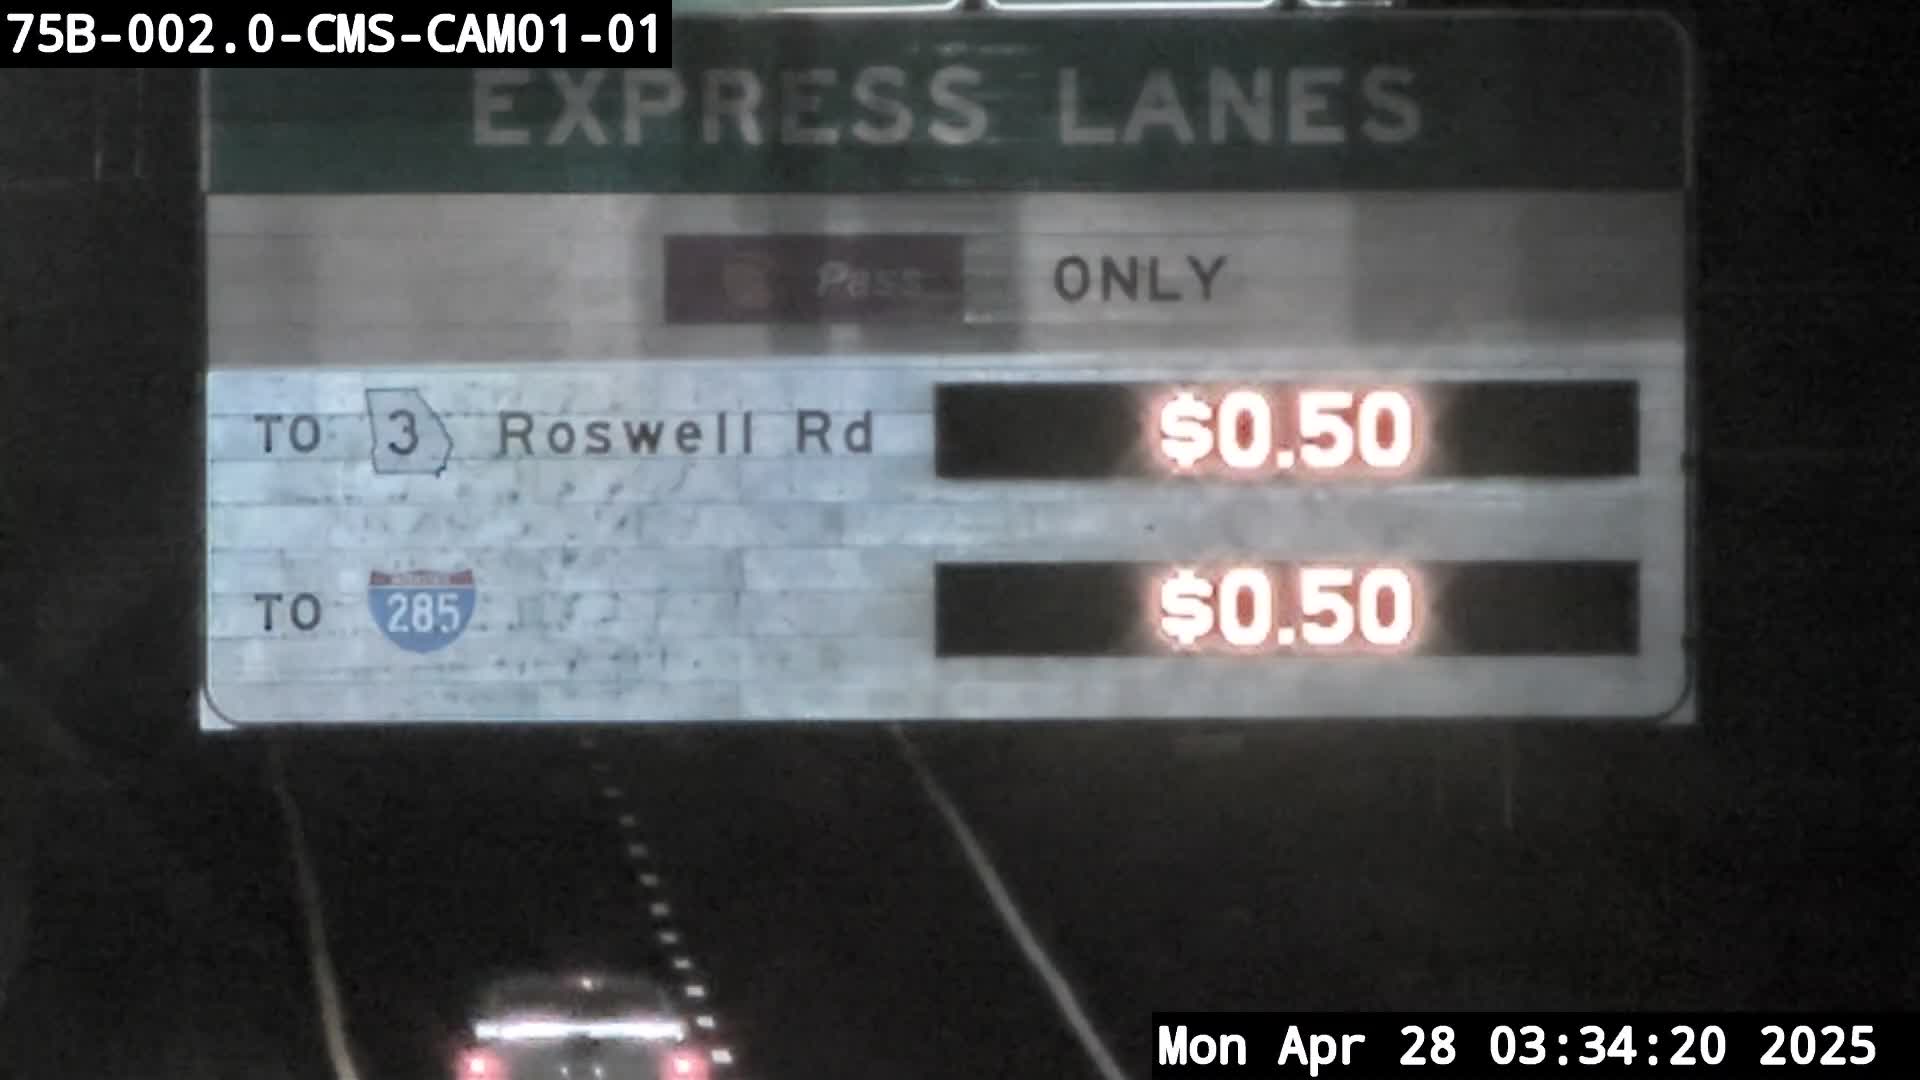 75B-002.0-CMS-CAM01-01
EXPRESS LANES
Pass ONLY
TO 3 Roswell Rd $0.50
TO 285 $0.50
Mon Apr 28 03:34:20 2025